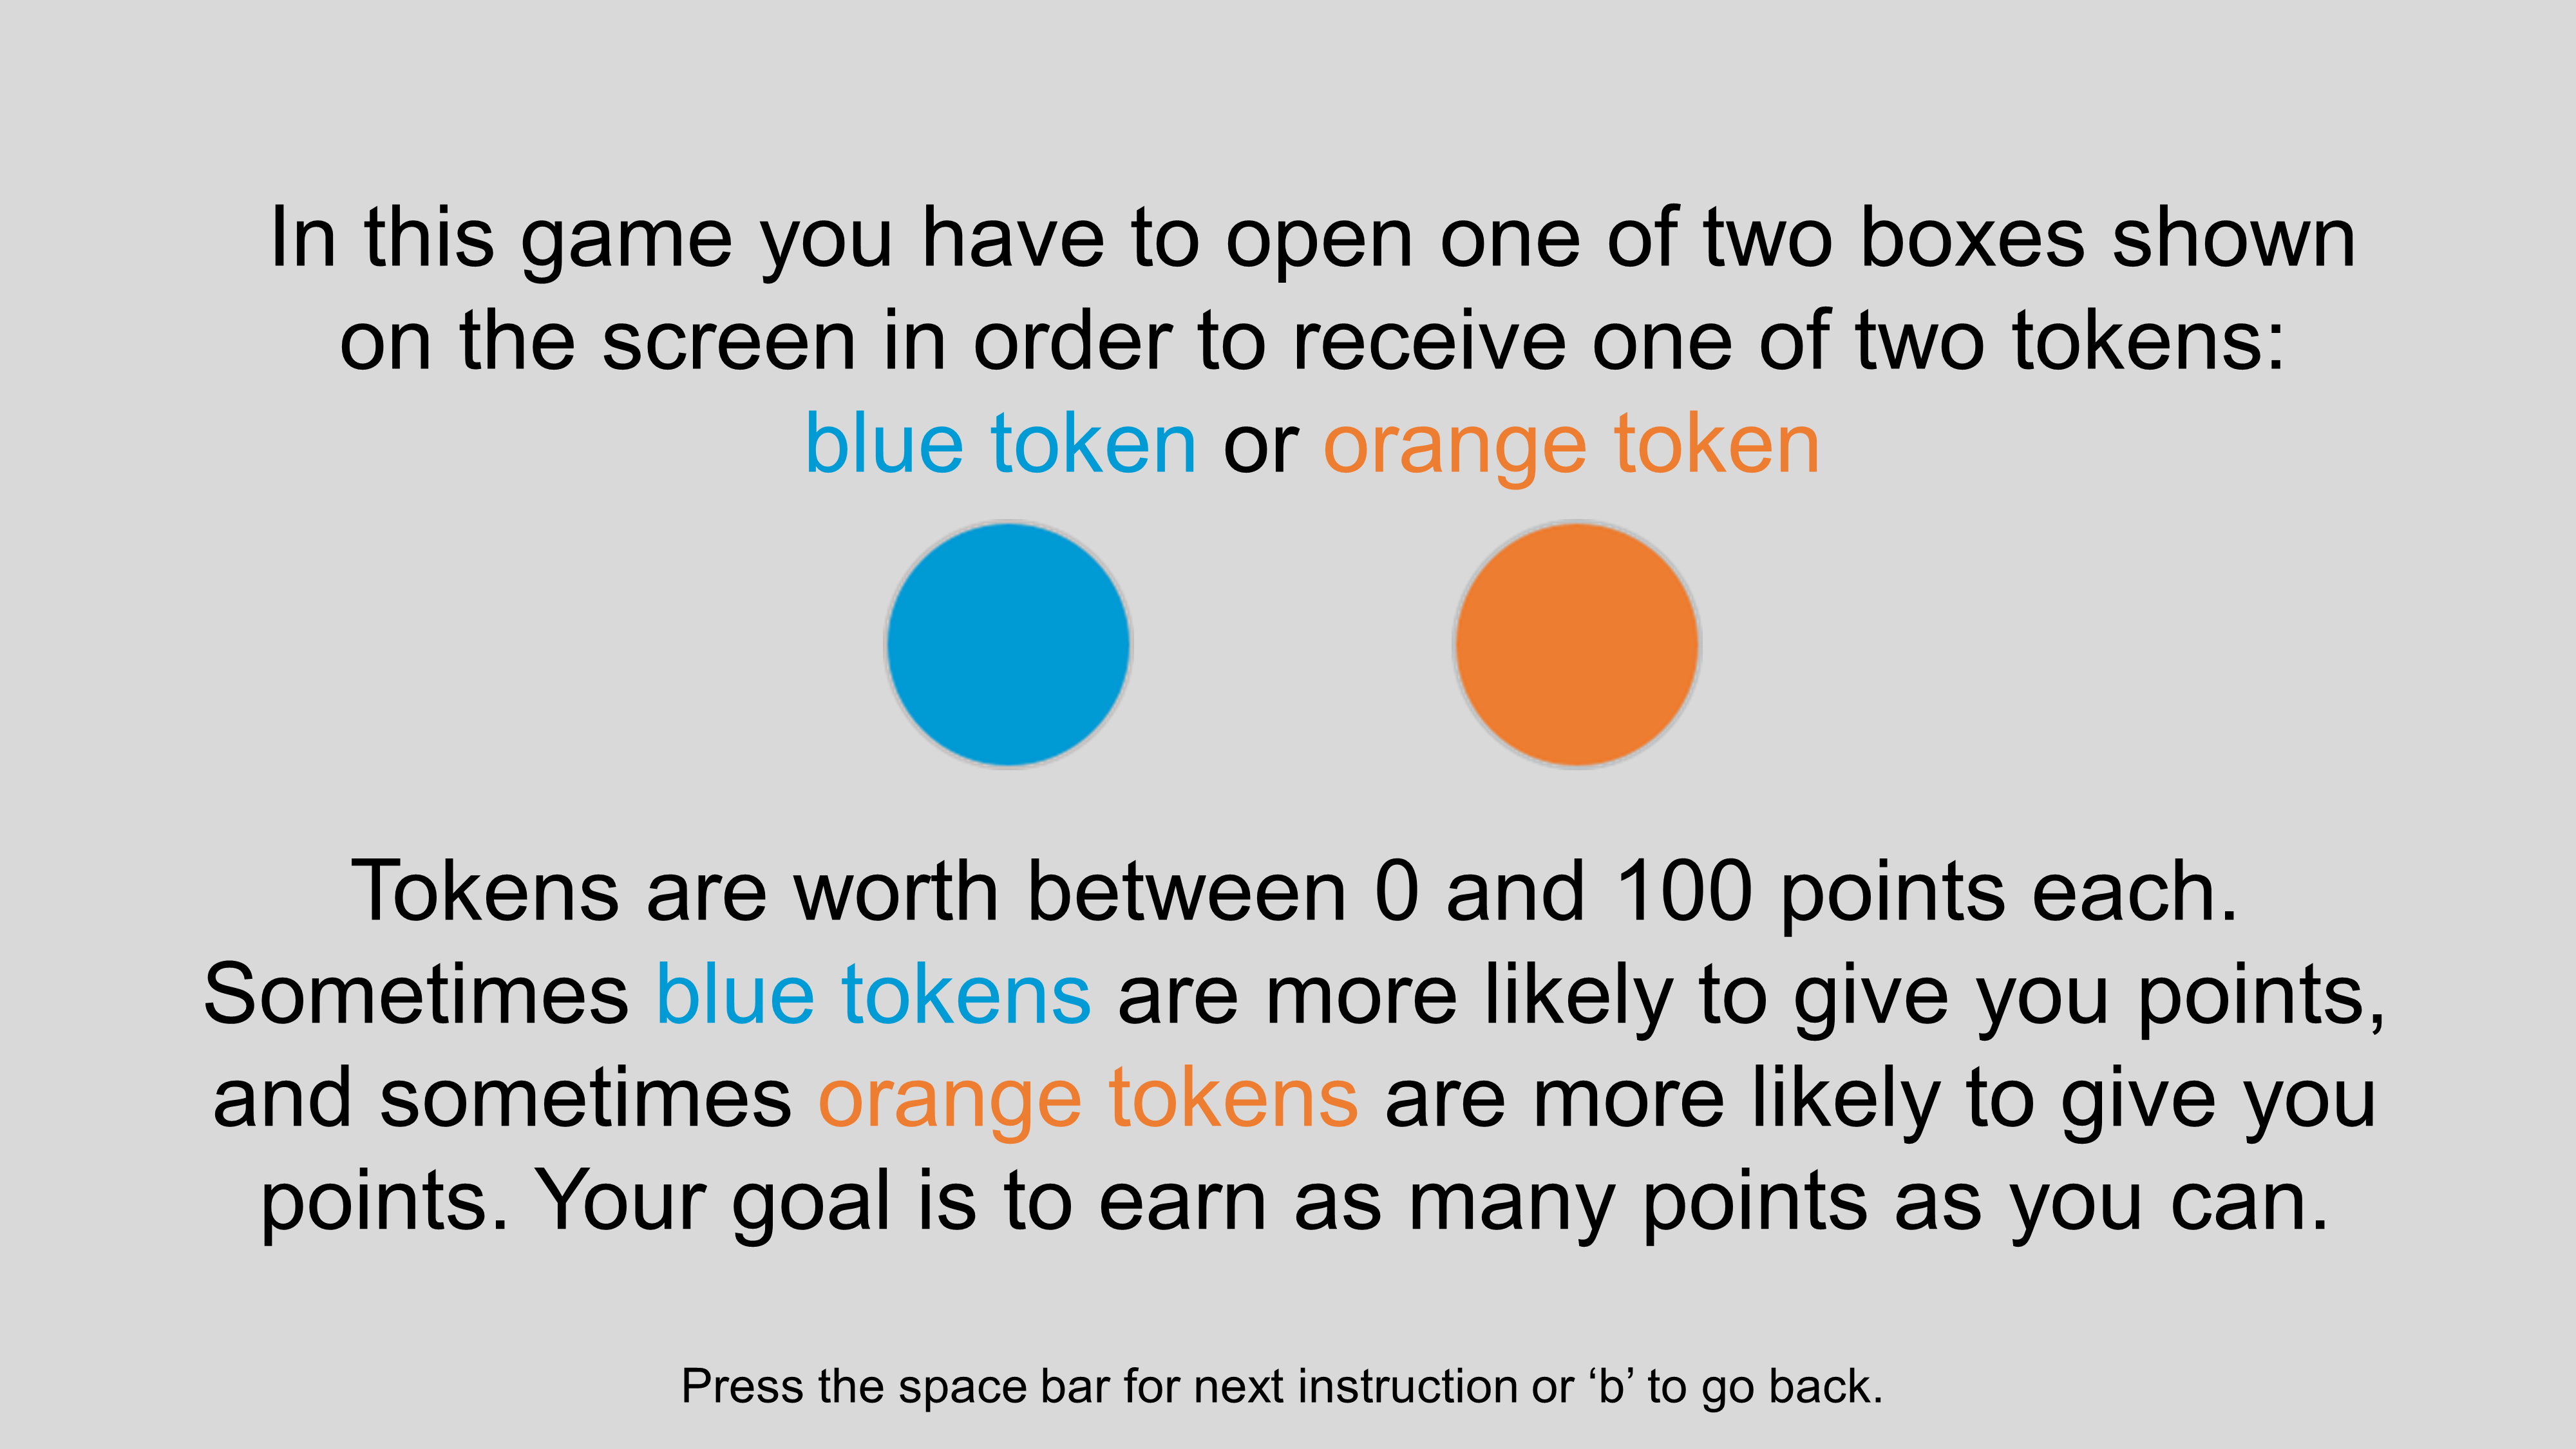 In this game you have to open one of two boxes shown
on the screen in order to receive one of two tokens:
blue token or orange token
Tokens are worth between 0 and 100 points each.
Sometimes blue tokens are more likely to give you points,
and sometimes orange tokens are more likely to give you
points. Your goal is to earn as many points as you can.
Press the space bar for next instruction or ‘b’ to go back.